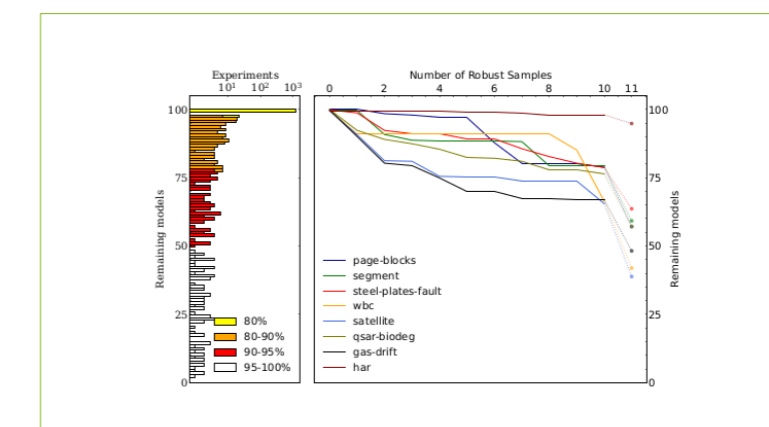 Experiments
10¹ 10² 10³
100
75
50
25
0
Remaining models
80%
80-90%
90-95%
95-100%
Number of Robust Samples
0 2 4 6 8 10 11
page-blocks
segment
steel-plates-fault
wbc
satellite
qsar-biodeg
gas-drift
har
100
75
50
25
0
Remaining models